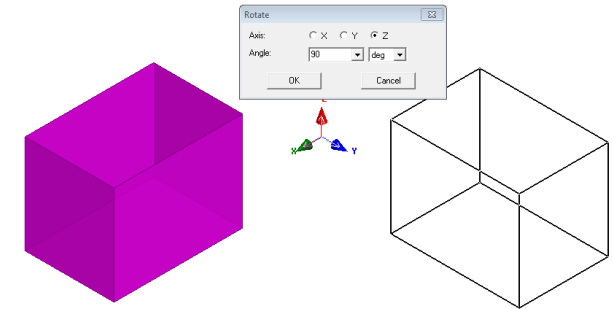 Rotate
Axis: X Y Z
Angle: 90 deg
OK Cancel
X Y